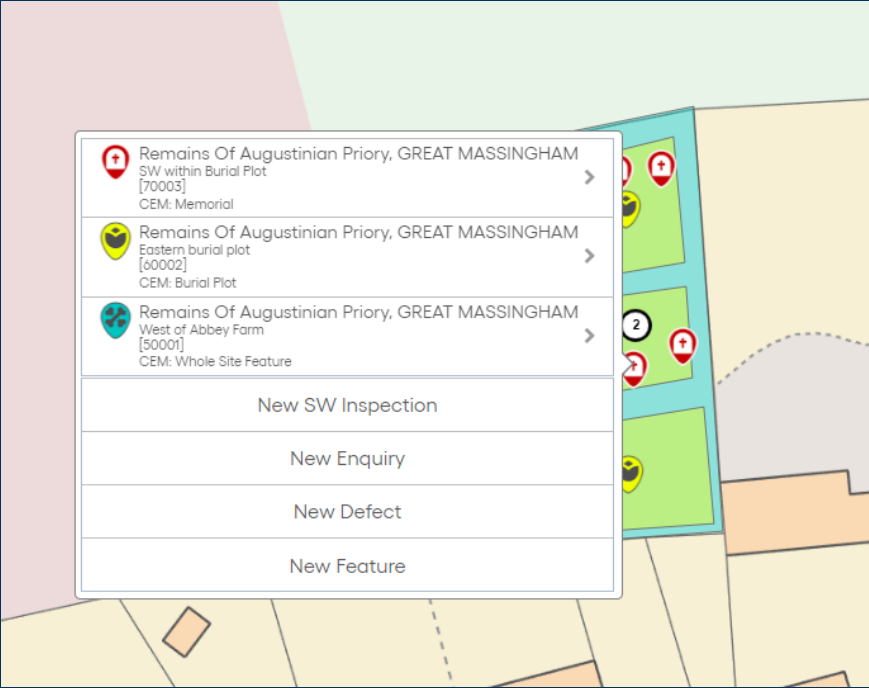 Remains Of Augustinian Priory, GREAT MASSINGHAM
SW within Burial Plot
[70003]
CEM: Memorial
Remains Of Augustinian Priory, GREAT MASSINGHAM
Eastern burial plot
[60002]
CEM: Burial Plot
Remains Of Augustinian Priory, GREAT MASSINGHAM
West of Abbey Farm
[50001]
CEM: Whole Site Feature
2
New SW Inspection
New Enquiry
New Defect
New Feature